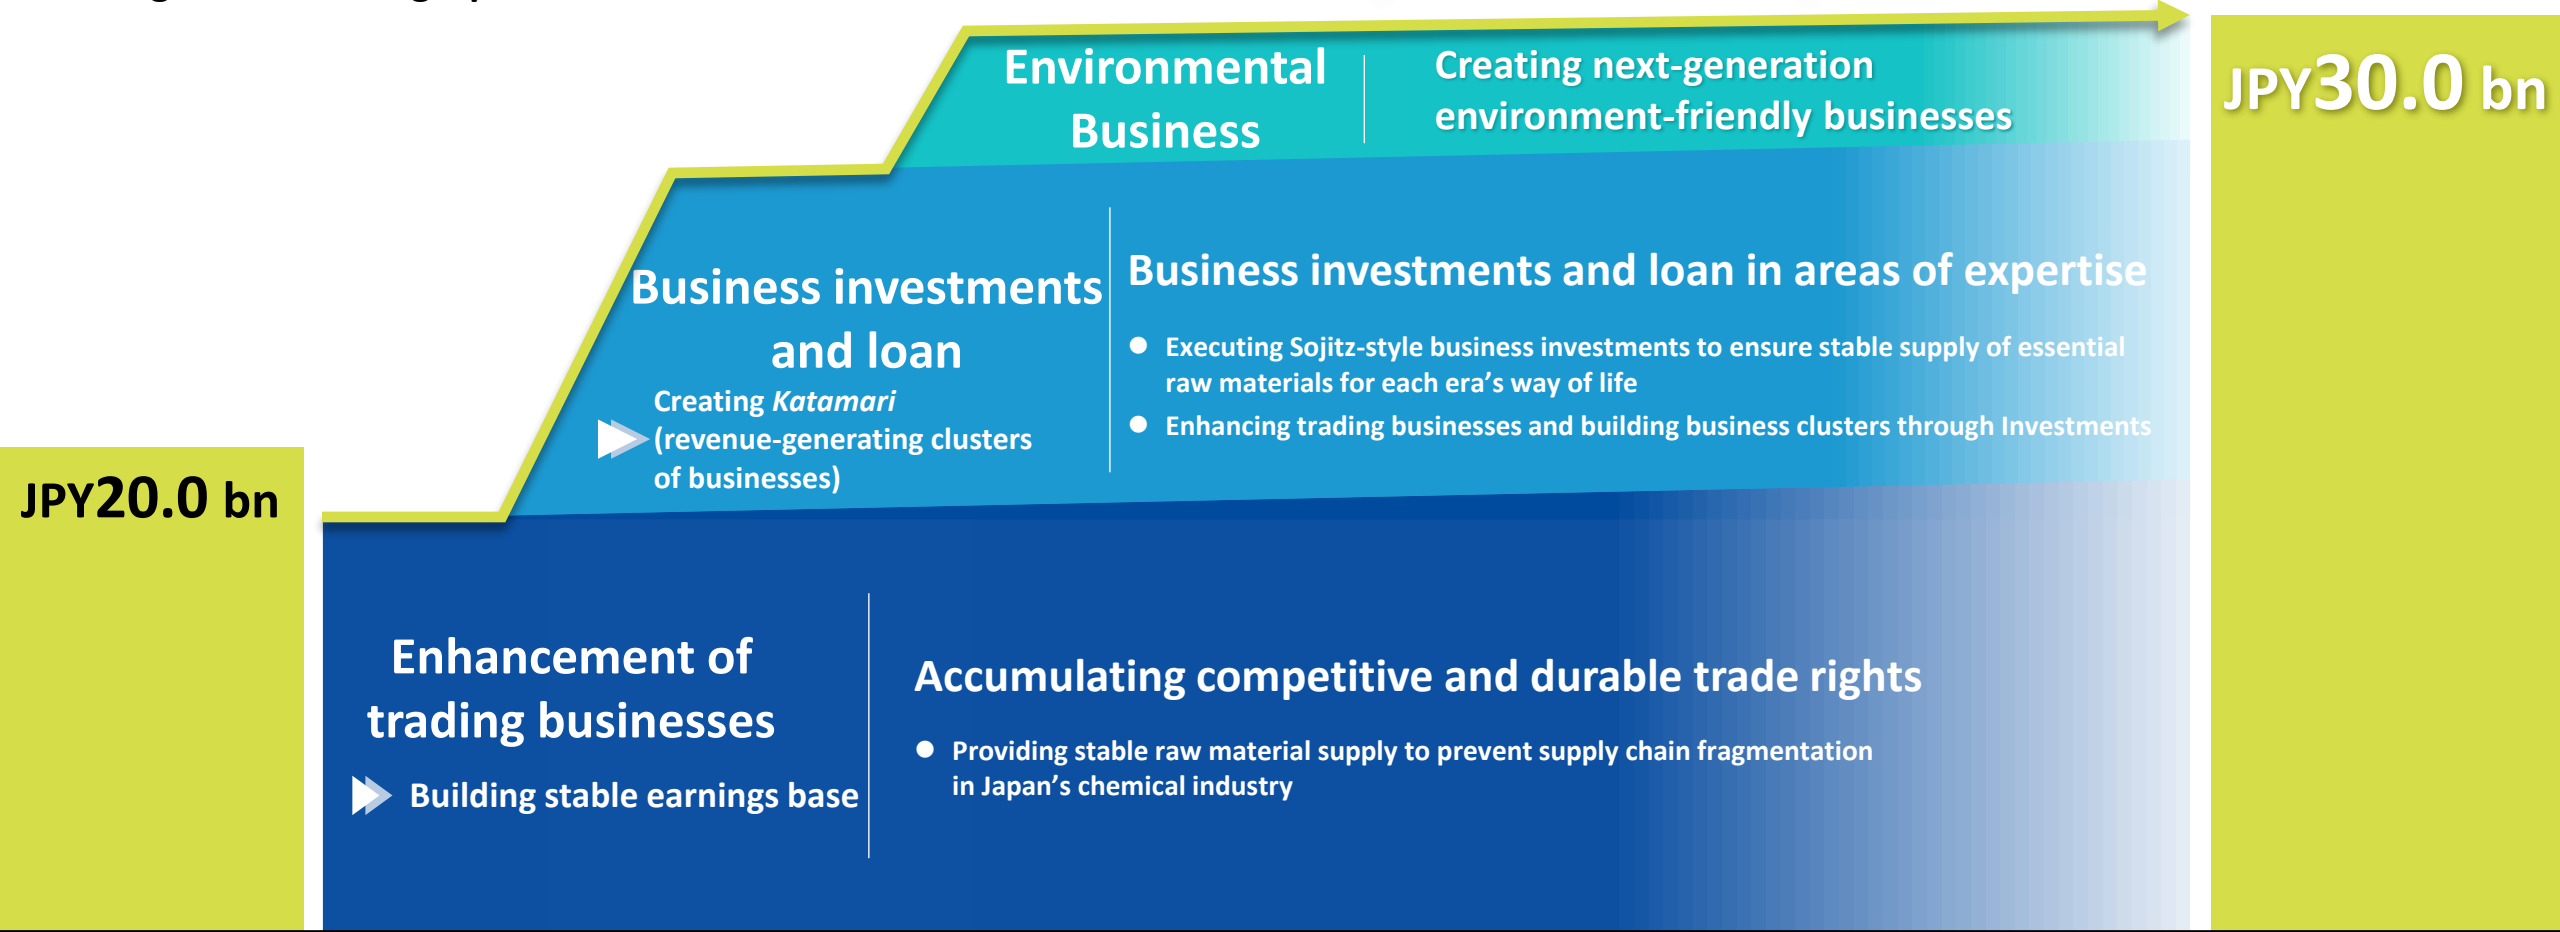 Environmental
Business
Creating next-generation
environment-friendly businesses
JPY30.0 bn
Business investments
and loan
Creating Katamari
(revenue-generating clusters
of businesses)
Business investments and loan in areas of expertise
● Executing Sojitz-style business investments to ensure stable supply of essential
raw materials for each era's way of life
● Enhancing trading businesses and building business clusters through Investments
JPY20.0 bn
Enhancement of
trading businesses
Building stable earnings base
Accumulating competitive and durable trade rights
● Providing stable raw material supply to prevent supply chain fragmentation
in Japan's chemical industry